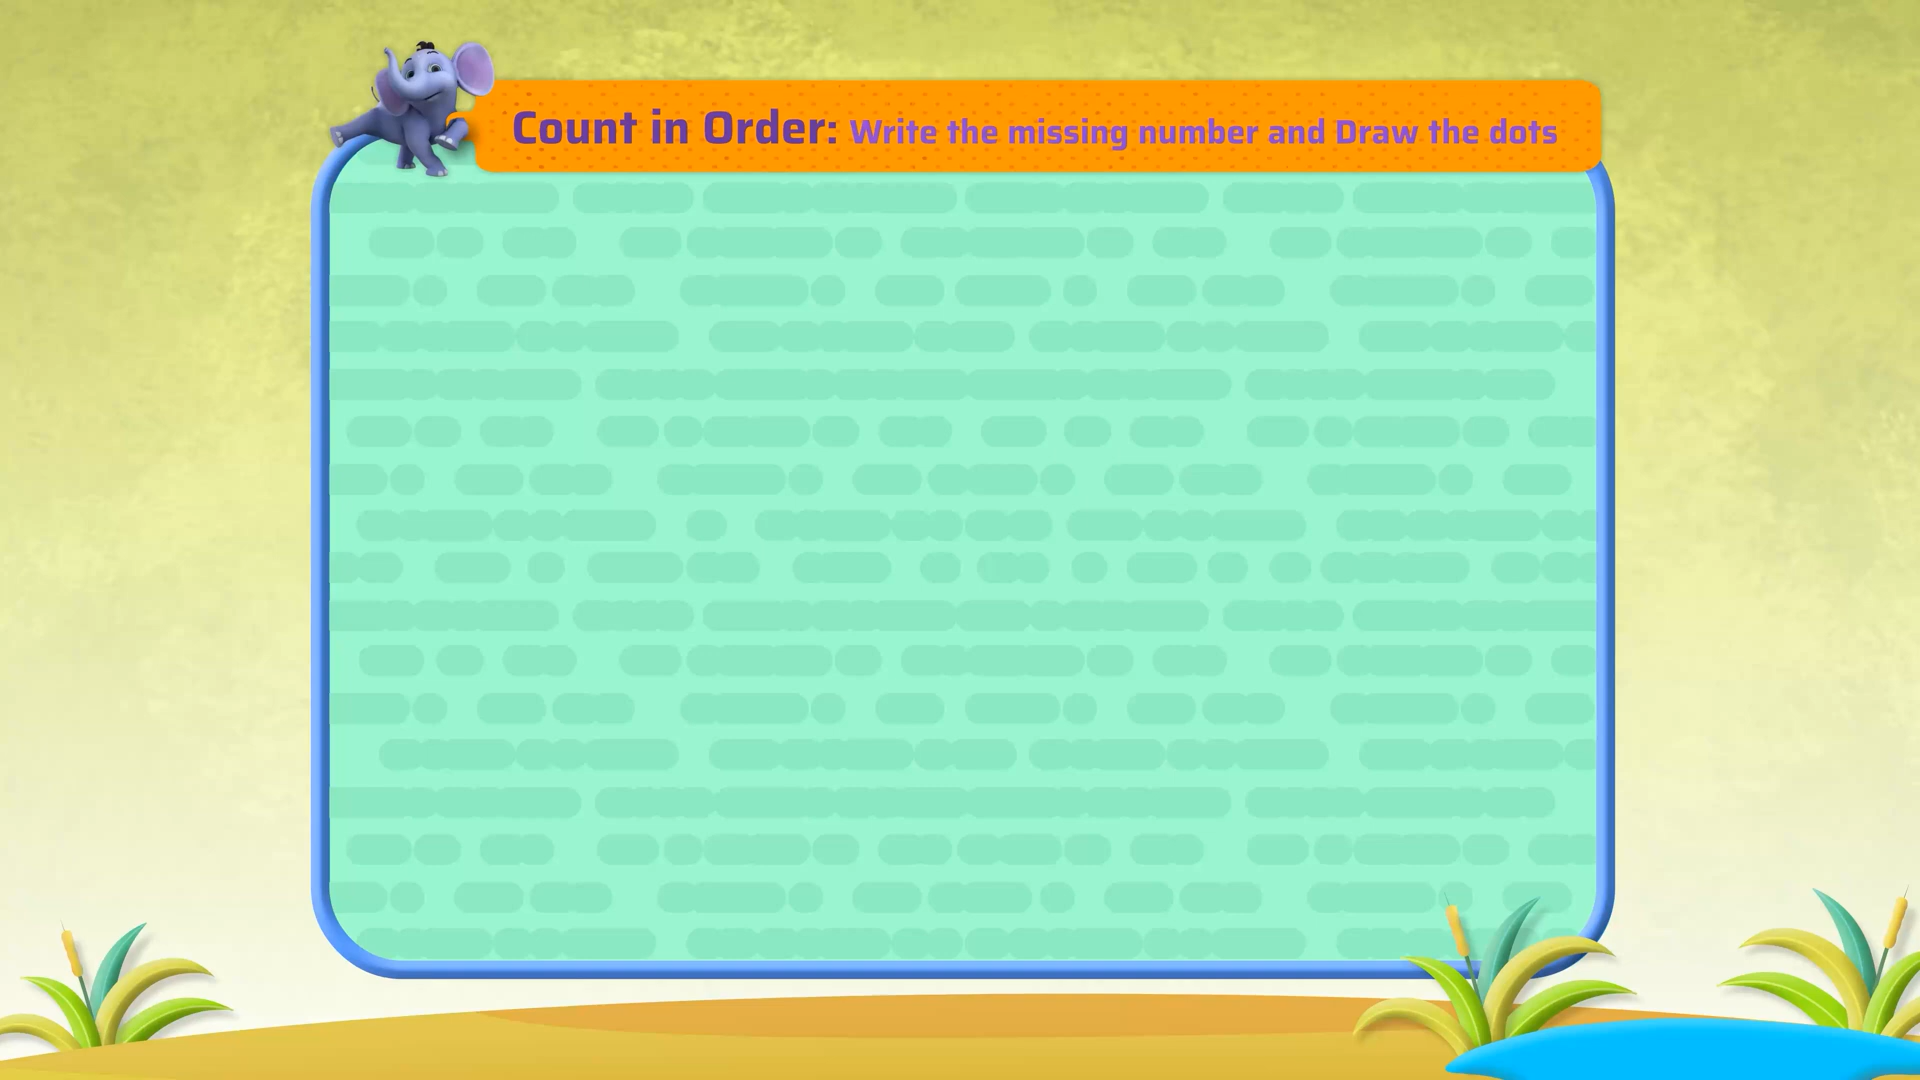 Count in Order: Write the missing number and Draw the dots